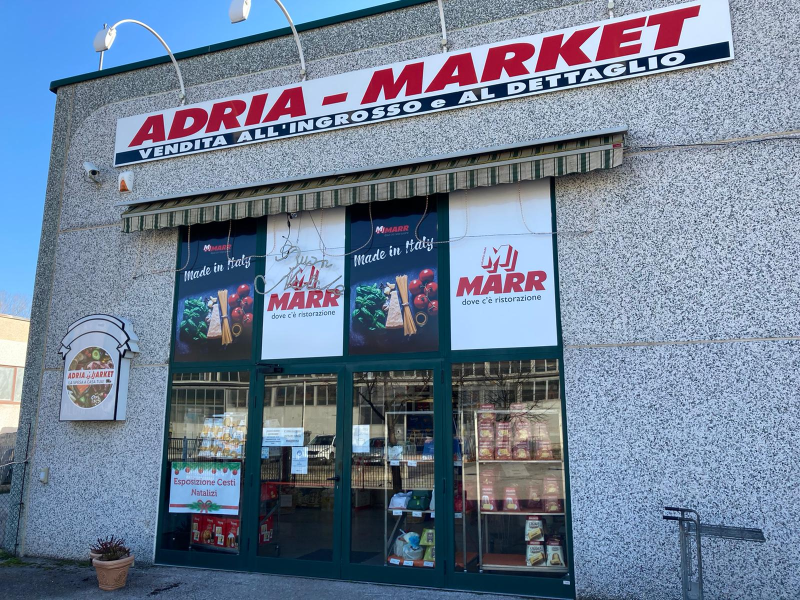 ADRIA - MARKET
VENDITA ALL'INGROSSO e AL DETTAGLIO
MARR
Made in Italy
Buon
MARR
dove c'è ristorazione
MARR
Made in Italy
MARR
dove c'è ristorazione
ADRIA MARKET
Esposizione Cesti
Natalizi